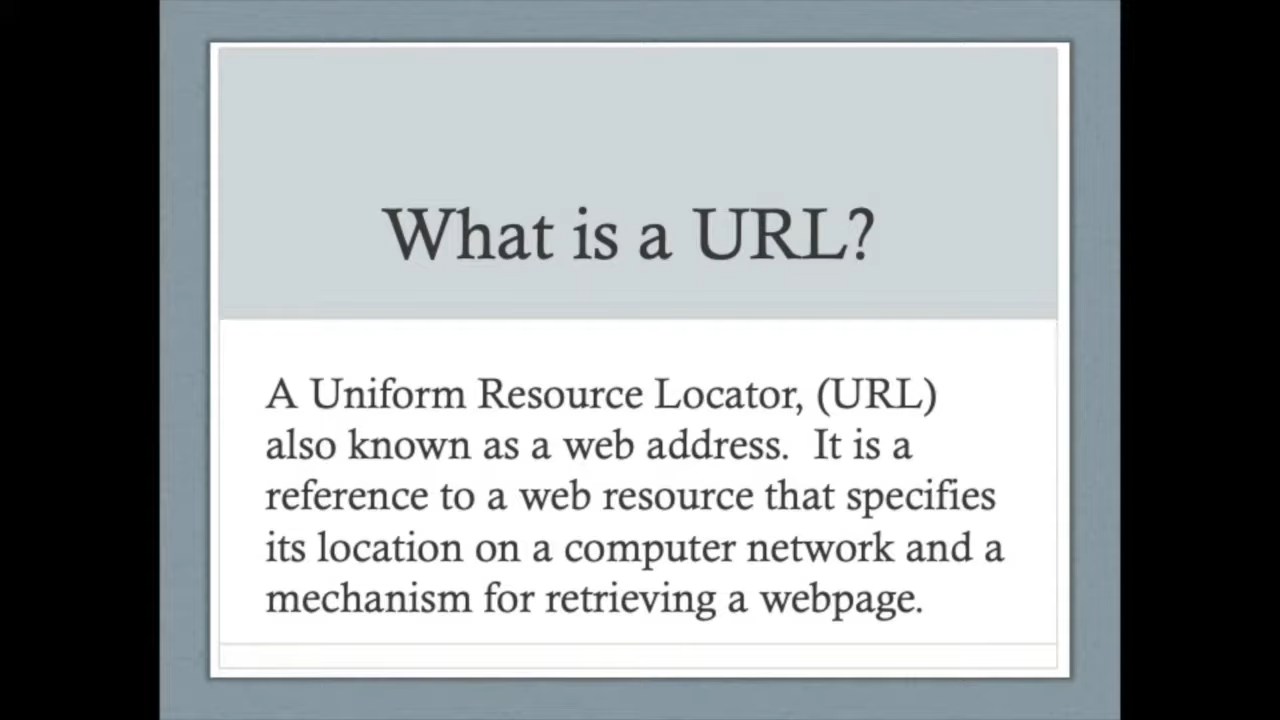 What is a URL?
A Uniform Resource Locator, (URL)
also known as a web address.  It is a
reference to a web resource that specifies
its location on a computer network and a
mechanism for retrieving a webpage.